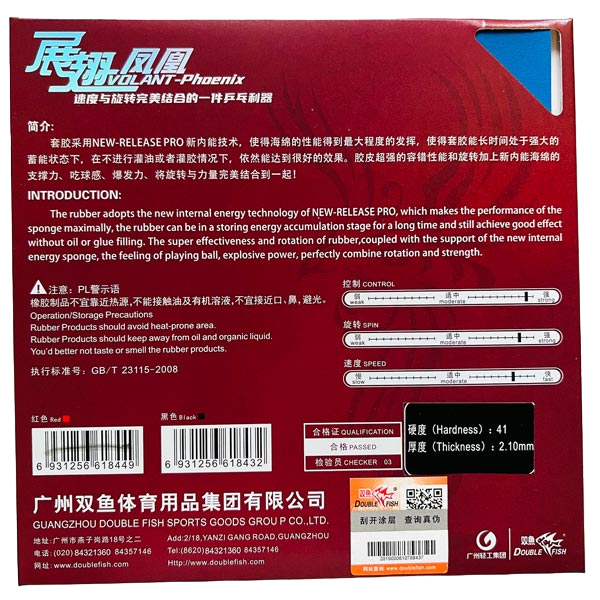 展翅凤凰
VOLANT-Phoenix
速度与旋转完美结合的一件乒乓利器
简介:
套胶采用NEW-RELEASE PRO 新内能技术，使得海绵的性能得到最大程度的发挥，使得套胶能长时间处于强大的
蓄能状态下，在不进行灌油或者灌胶情况下，依然能达到很好的效果。胶皮超强的容错性能和旋转加上新内能海绵的
支撑力、吃球感、爆发力、将旋转与力量完美结合到一起！
INTRODUCTION:
The rubber adopts the new internal energy technology of NEW-RELEASE PRO, which makes the performance of the
sponge maximally, the rubber can be in a storing energy accumulation stage for a long time and still achieve good effect
without oil or glue filling. The super effectiveness and rotation of rubber,coupled with the support of the new internal
energy sponge, the feeling of playing ball, explosive power, perfectly combine rotation and strength.
注意：PL警示语
橡胶制品不宜靠近热源,不能接触油及有机溶液,不宜接近口、鼻,避光。
Operation/Storage Precautions
Rubber Products should avoid heat-prone area.
Rubber Products should keep away from oil and organic liquid.
You'd better not taste or smell the rubber products.
执行标准号：GB/T 23115-2008
控制 CONTROL
弱 适中 强
weak moderate strong
旋转 SPIN
弱 适中 强
weak moderate strong
速度 SPEED
慢 适中 快
slow moderate fast
红色 Red
6 931256 618449
黑色 Black
6 931256 618432
合格证 QUALIFICATION
合格 PASSED
检验员 CHECKER 03
硬度（Hardness）：41
厚度（Thickness）：2.10mm
广州双鱼体育用品集团有限公司
GUANGZHOU DOUBLE FISH SPORTS GOODS GROU P CO.,LTD.
地址:广州市燕子岗路18号之二 Add:2/18,YANZI GANG ROAD,GUANGZHOU
电话:(020)84321360 84357146 Tel:(8620)84321360 84357146
网址:www.doublefish.com Http://www.doublefish.com
双鱼 DOUBLE FISH
刮开涂层 查询真伪
网站查询: www.doublefish.com
广州轻工集团
双鱼
DOUBLE FISH